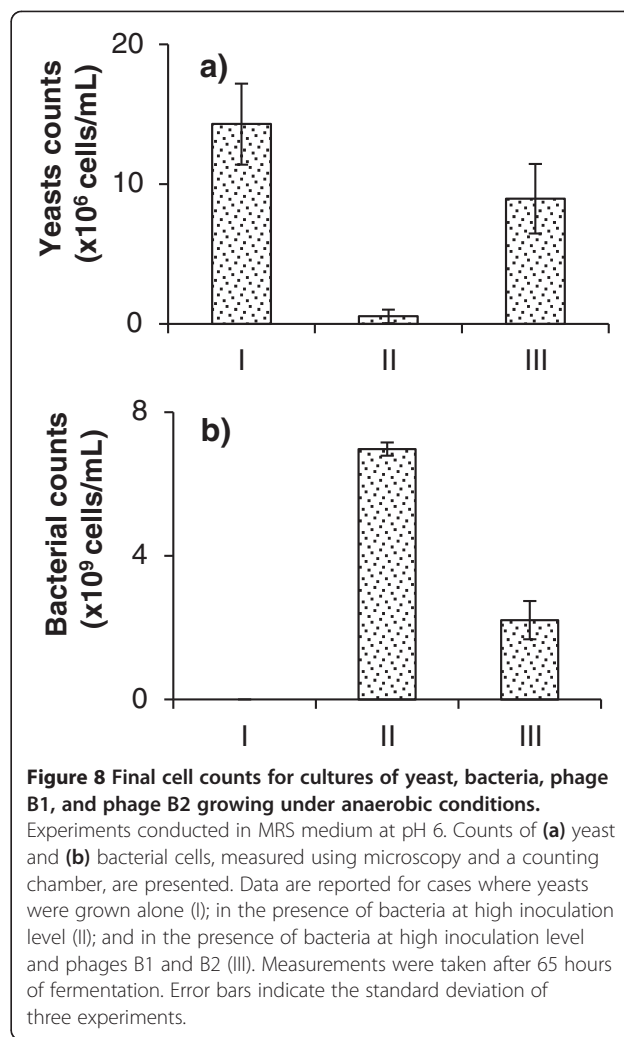 a)
Yeasts counts
(x10⁶ cells/mL)
20
10
0
I II III
b)
Bacterial counts
(x10⁹ cells/mL)
8
4
0
I II III
Figure 8 Final cell counts for cultures of yeast, bacteria, phage
B1, and phage B2 growing under anaerobic conditions.
Experiments conducted in MRS medium at pH 6. Counts of (a) yeast
and (b) bacterial cells, measured using microscopy and a counting
chamber, are presented. Data are reported for cases where yeasts
were grown alone (I); in the presence of bacteria at high inoculation
level (II); and in the presence of bacteria at high inoculation level
and phages B1 and B2 (III). Measurements were taken after 65 hours
of fermentation. Error bars indicate the standard deviation of
three experiments.